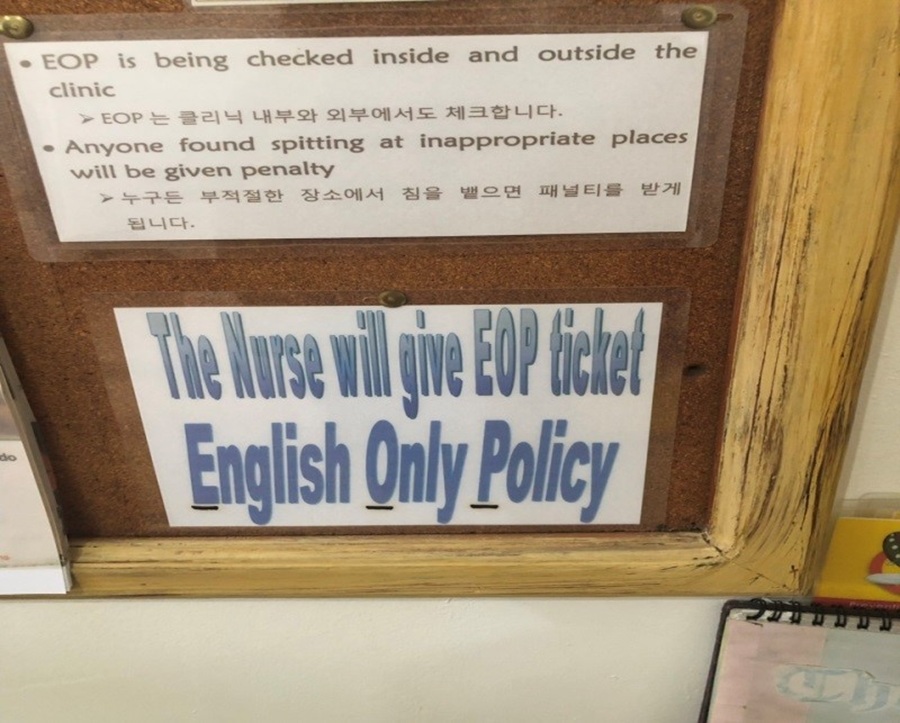 • EOP is being checked inside and outside the
clinic
➢ EOP 는 클리닉 내부와 외부에서도 체크합니다.
• Anyone found spitting at inappropriate places
will be given penalty
➢ 누구든 부적절한 장소에서 침을 뱉으면 패널티를 받게
됩니다.
The Nurse will give EOP ticket
English Only Policy
do